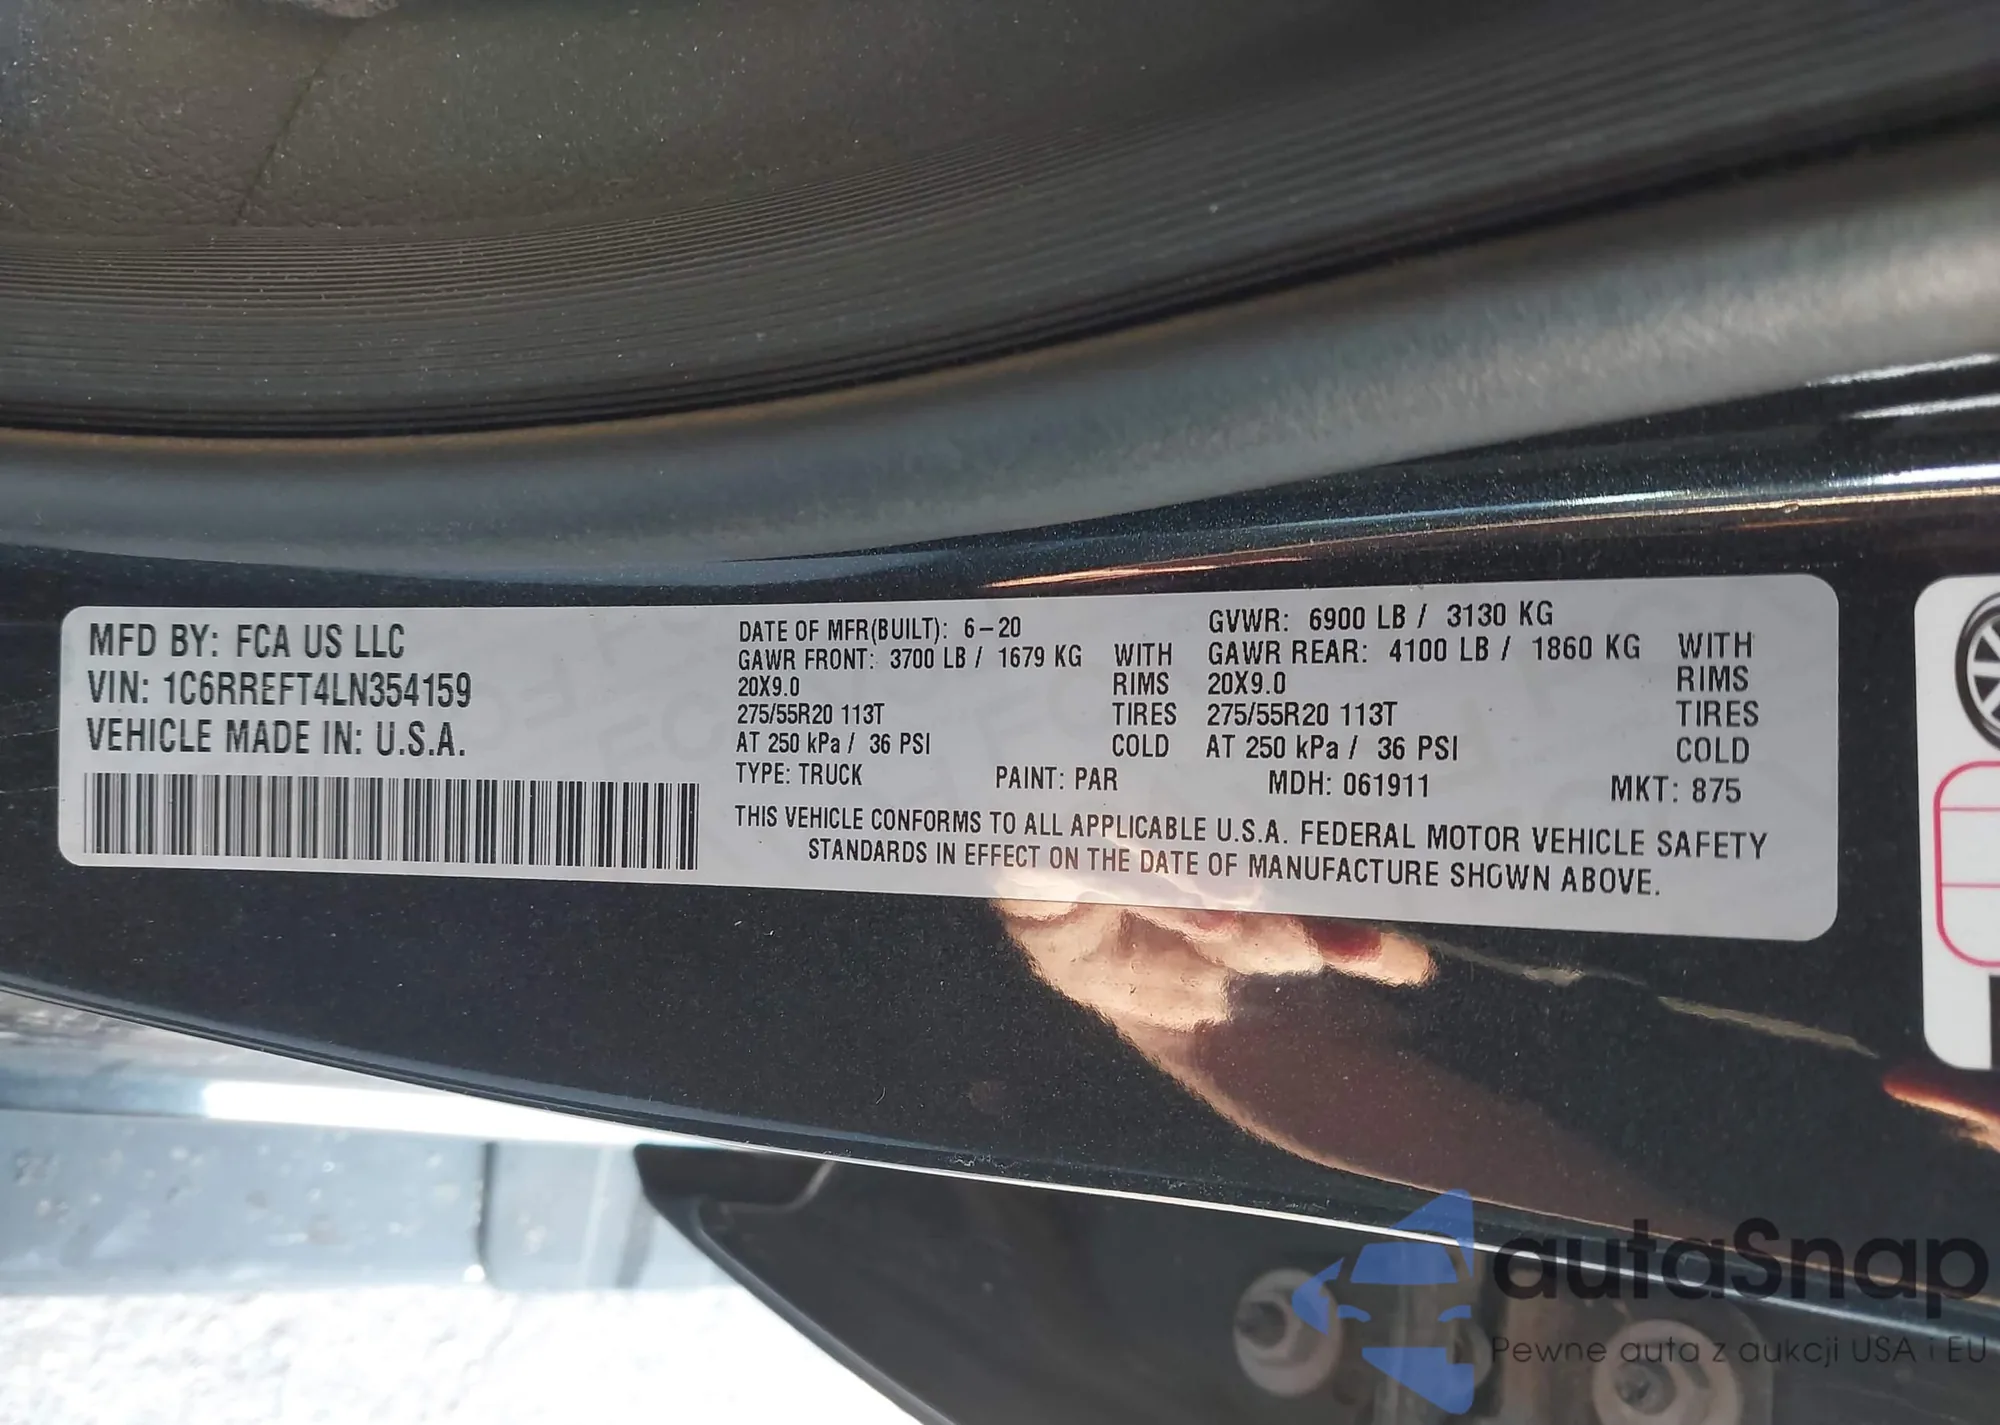 MFD BY: FCA US LLC
VIN: 1C6RREFT4LN354159
VEHICLE MADE IN: U.S.A.
DATE OF MFR(BUILT): 6-20
GVWR: 6900 LB / 3130 KG
GAWR FRONT: 3700 LB / 1679 KG WITH
GAWR REAR: 4100 LB / 1860 KG WITH
20X9.0 RIMS
20X9.0 RIMS
275/55R20 113T TIRES
275/55R20 113T TIRES
AT 250 kPa / 36 PSI COLD
AT 250 kPa / 36 PSI COLD
TYPE: TRUCK PAINT: PAR MDH: 061911 MKT: 875
THIS VEHICLE CONFORMS TO ALL APPLICABLE U.S.A. FEDERAL MOTOR VEHICLE SAFETY
STANDARDS IN EFFECT ON THE DATE OF MANUFACTURE SHOWN ABOVE.
autaSnap
Pewne auta z aukcji USA i EU